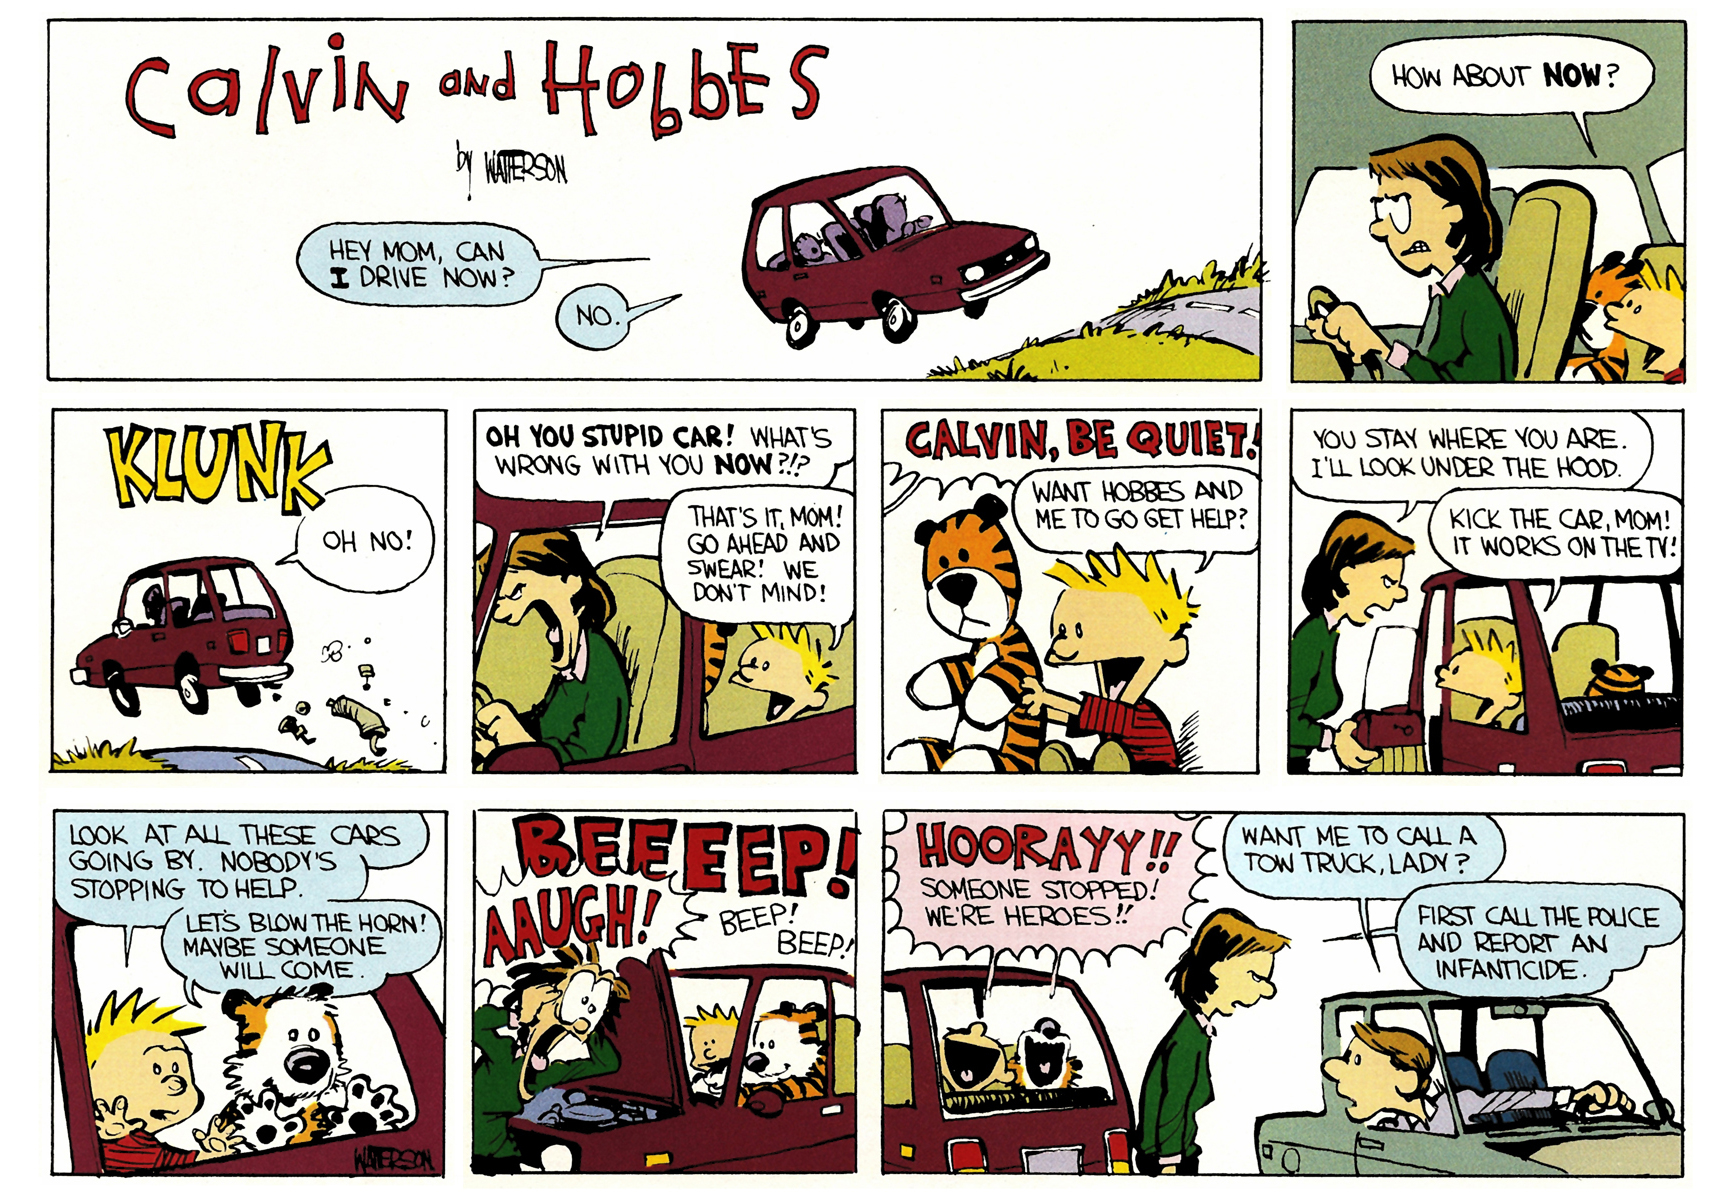 Calvin and Hobbes
by WATTERSON
HEY MOM, CAN
I DRIVE NOW?
NO.
HOW ABOUT NOW?
KLUNK
OH NO!
OH YOU STUPID CAR! WHAT'S
WRONG WITH YOU NOW?!?
THAT'S IT, MOM!
GO AHEAD AND
SWEAR! WE
DON'T MIND!
CALVIN, BE QUIET!
WANT HOBBES AND
ME TO GO GET HELP?
YOU STAY WHERE YOU ARE.
I'LL LOOK UNDER THE HOOD.
KICK THE CAR, MOM!
IT WORKS ON THE TV!
LOOK AT ALL THESE CARS
GOING BY. NOBODY'S
STOPPING TO HELP.
LET'S BLOW THE HORN!
MAYBE SOMEONE
WILL COME.
WATTERSON
BEEEEEP!
AAUGH!
BEEP!
BEEP!
HOORAYY!!
SOMEONE STOPPED!
WE'RE HEROES!!
WANT ME TO CALL A
TOW TRUCK, LADY?
FIRST CALL THE POLICE
AND REPORT AN
INFANTICIDE.